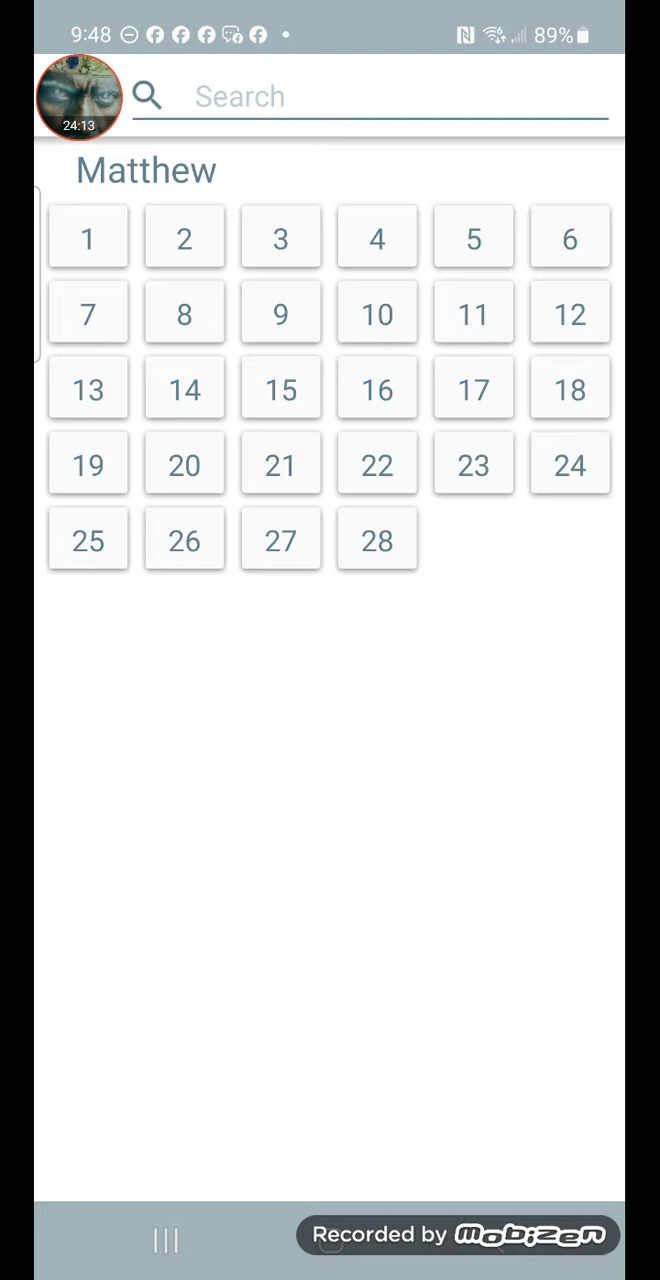 9:48 89%
24:13
Search
Matthew
1 2 3 4 5 6
7 8 9 10 11 12
13 14 15 16 17 18
19 20 21 22 23 24
25 26 27 28
Recorded by mobizen